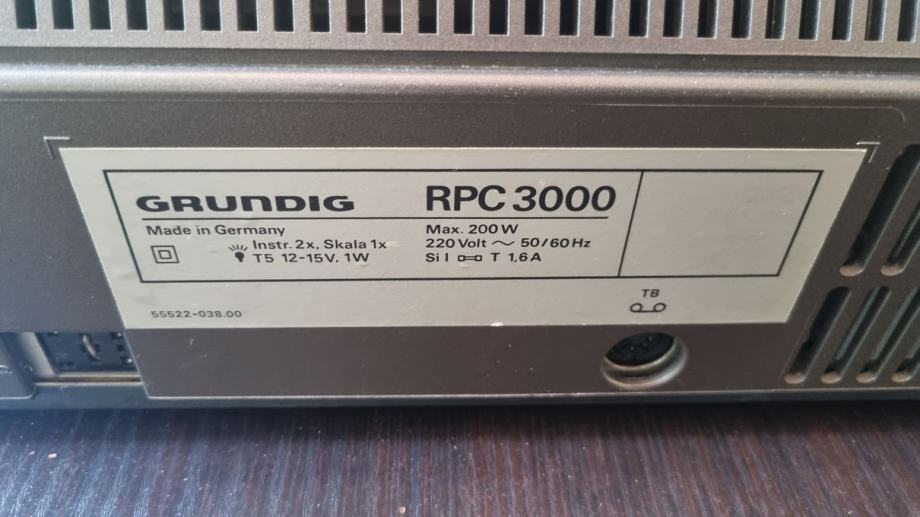 GRUNDIG RPC 3000
Made in Germany Max. 200 W
Instr. 2x, Skala 1x 220 Volt ~ 50/60 Hz
T5 12-15V, 1W Si I T 1,6 A
55522-038.00
TB